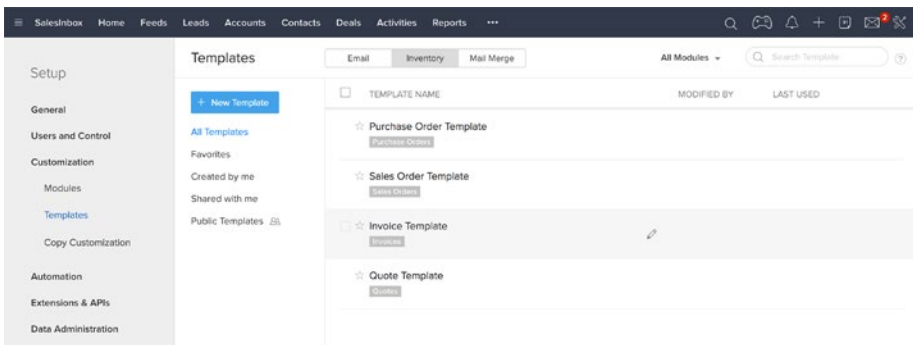 SalesInbox Home Feeds Leads Accounts Contacts Deals Activities Reports •••
2
Setup
General
Users and Control
Customization
Modules
Templates
Copy Customization
Automation
Extensions & APIs
Data Administration
Templates
Email Inventory Mail Merge
All Modules
Search Template
+ New Template
All Templates
Favorites
Created by me
Shared with me
Public Templates
TEMPLATE NAME MODIFIED BY LAST USED
Purchase Order Template
Purchase Orders
Sales Order Template
Sales Orders
Invoice Template
Invoices
Quote Template
Quotes